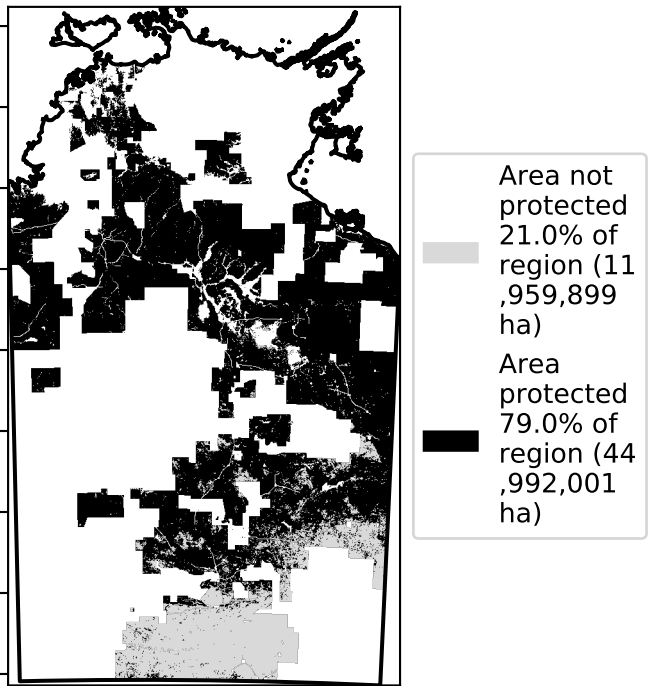 Area not
protected
21.0% of
region (11
,959,899
ha)
Area
protected
79.0% of
region (44
,992,001
ha)